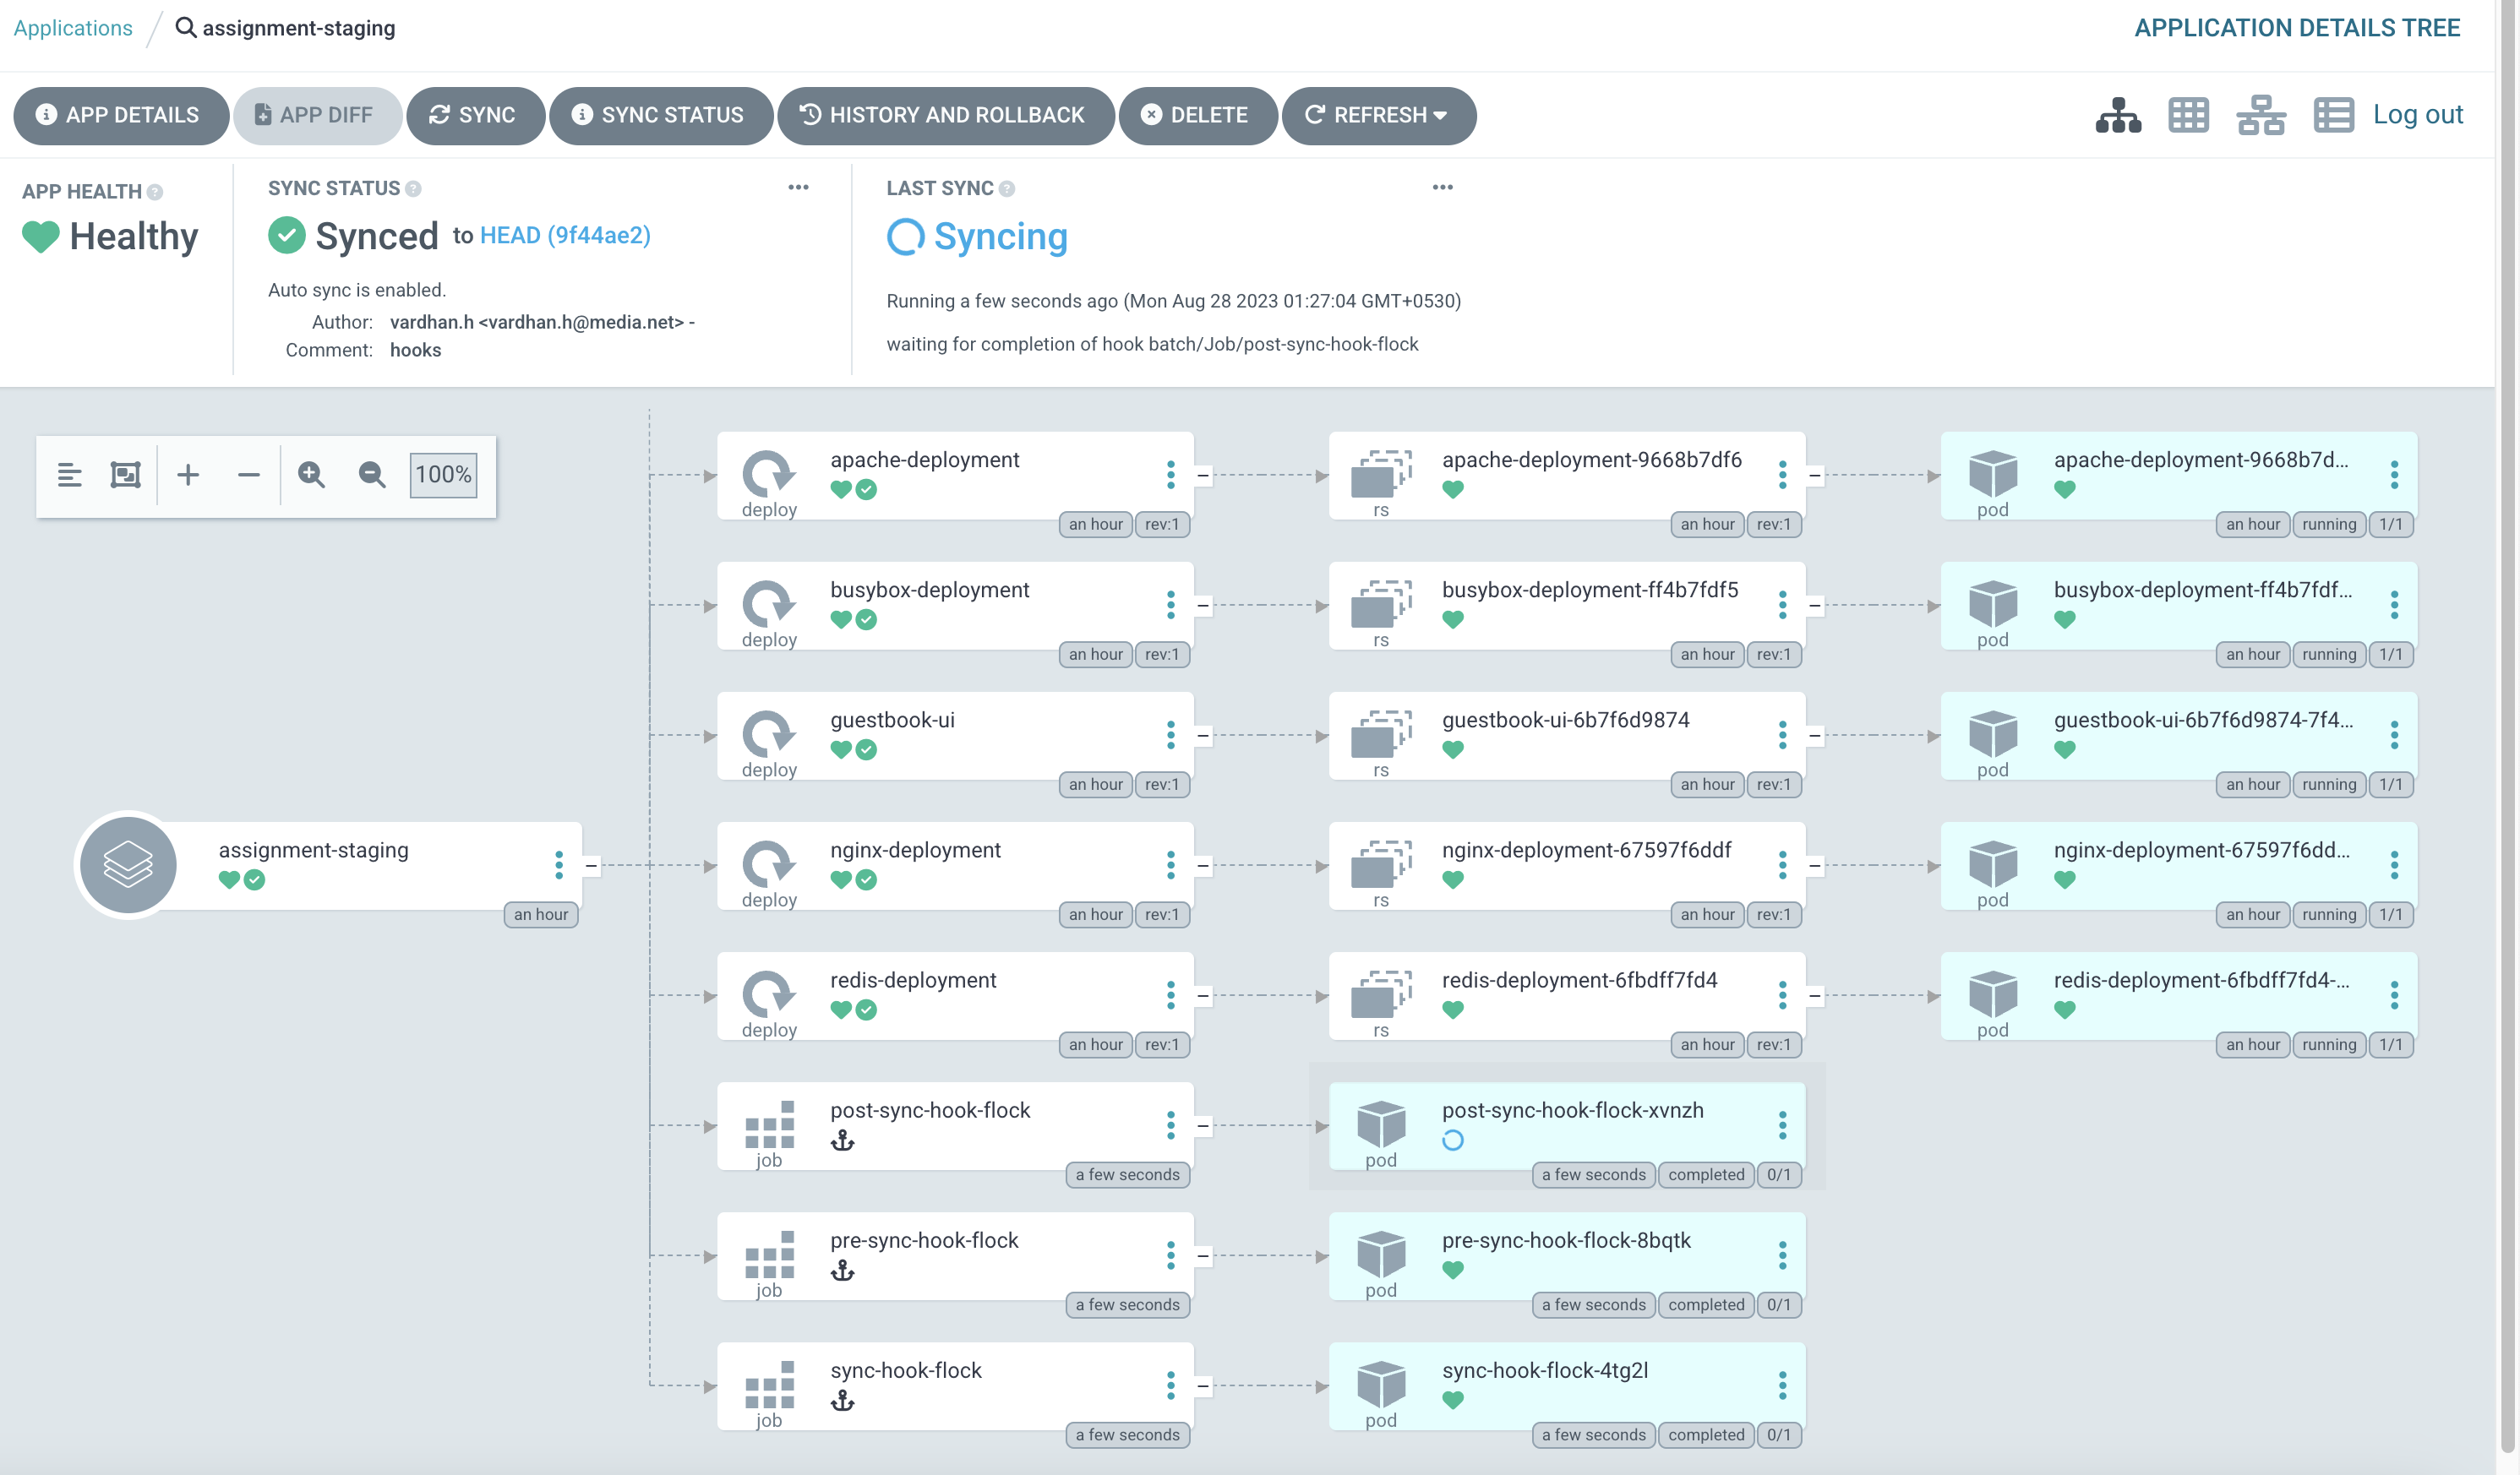 Applications / assignment-staging
APPLICATION DETAILS TREE
APP DETAILS
APP DIFF
SYNC
SYNC STATUS
HISTORY AND ROLLBACK
DELETE
REFRESH
Log out
APP HEALTH
Healthy
SYNC STATUS
Synced to HEAD (9f44ae2)
Auto sync is enabled.
Author: vardhan.h <vardhan.h@media.net> -
Comment: hooks
LAST SYNC
Syncing
Running a few seconds ago (Mon Aug 28 2023 01:27:04 GMT+0530)
waiting for completion of hook batch/Job/post-sync-hook-flock
100%
assignment-staging
an hour
apache-deployment
deploy
an hour rev:1
apache-deployment-9668b7df6
rs
an hour rev:1
apache-deployment-9668b7d...
pod
an hour running 1/1
busybox-deployment
deploy
an hour rev:1
busybox-deployment-ff4b7fdf5
rs
an hour rev:1
busybox-deployment-ff4b7fdf...
pod
an hour running 1/1
guestbook-ui
deploy
an hour rev:1
guestbook-ui-6b7f6d9874
rs
an hour rev:1
guestbook-ui-6b7f6d9874-7f4...
pod
an hour running 1/1
nginx-deployment
deploy
an hour rev:1
nginx-deployment-67597f6ddf
rs
an hour rev:1
nginx-deployment-67597f6dd...
pod
an hour running 1/1
redis-deployment
deploy
an hour rev:1
redis-deployment-6fbdff7fd4
rs
an hour rev:1
redis-deployment-6fbdff7fd4-...
pod
an hour running 1/1
post-sync-hook-flock
job
a few seconds
post-sync-hook-flock-xvnzh
pod
a few seconds completed 0/1
pre-sync-hook-flock
job
a few seconds
pre-sync-hook-flock-8bqtk
pod
a few seconds completed 0/1
sync-hook-flock
job
a few seconds
sync-hook-flock-4tg2l
pod
a few seconds completed 0/1